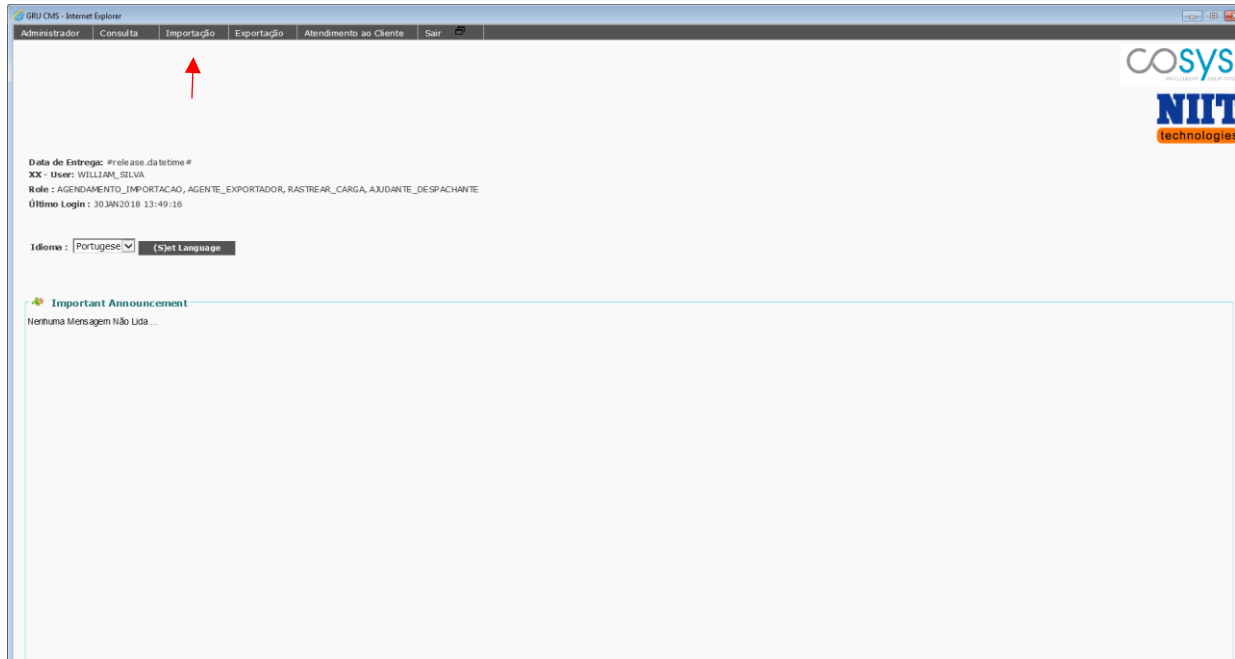 GRU CMS - Internet Explorer
Administrador Consulta Importação Exportação Atendimento ao Cliente Sair
cosys
NIIT
technologies
Data de Entrega: #release.datetime#
XX - User: WILLIAM_SILVA
Role : AGENDAMENTO_IMPORTACAO, AGENTE_EXPORTADOR, RASTREAR_CARGA, AJUDANTE_DESPACHANTE
Último Login : 30JAN2018 13:49:16
Idioma : Portugese (S)et Language
Important Announcement
Nenhuma Mensagem Não Lida ...